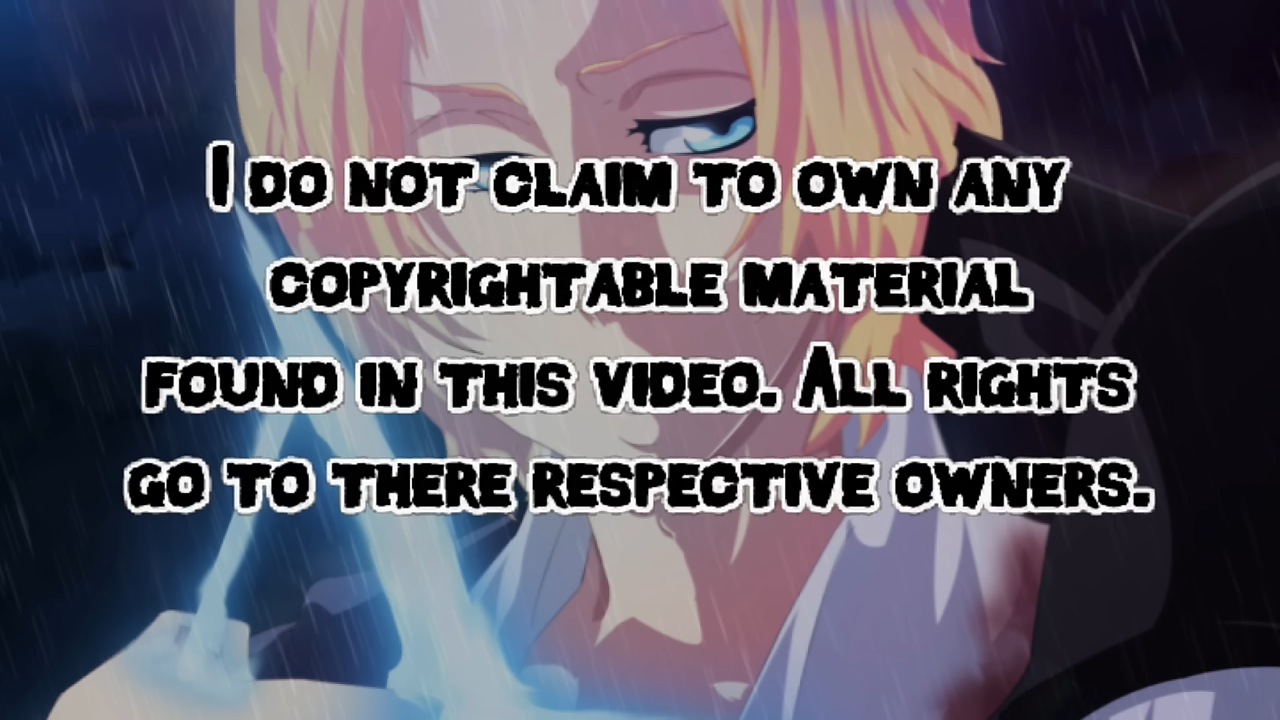 I do not claim to own any
copyrightable material
found in this video. All rights
go to there respective owners.